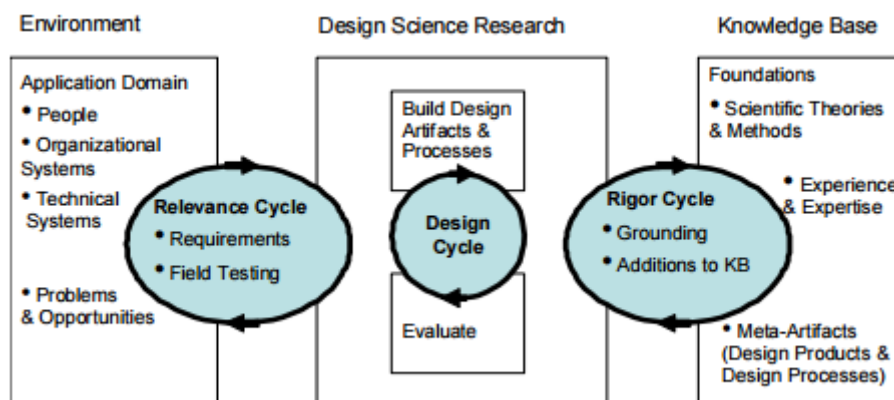 Environment
Design Science Research
Knowledge Base
Application Domain
• People
• Organizational
Systems
• Technical
Systems
• Problems
& Opportunities
Relevance Cycle
• Requirements
• Field Testing
Build Design
Artifacts &
Processes
Design
Cycle
Evaluate
Rigor Cycle
• Grounding
• Additions to KB
Foundations
• Scientific Theories
& Methods
• Experience
& Expertise
• Meta-Artifacts
(Design Products &
Design Processes)